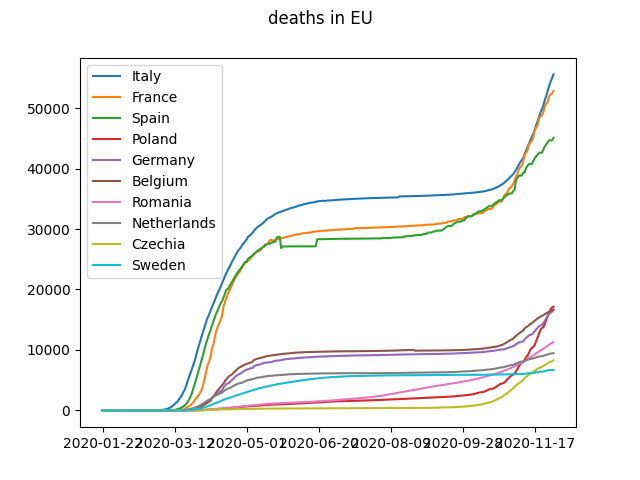 deaths in EU
Italy
France
Spain
Poland
Germany
Belgium
Romania
Netherlands
Czechia
Sweden
50000
40000
30000
20000
10000
0
2020-01-22 2020-03-12 2020-05-01 2020-06-20 2020-08-09 2020-09-28 2020-11-17